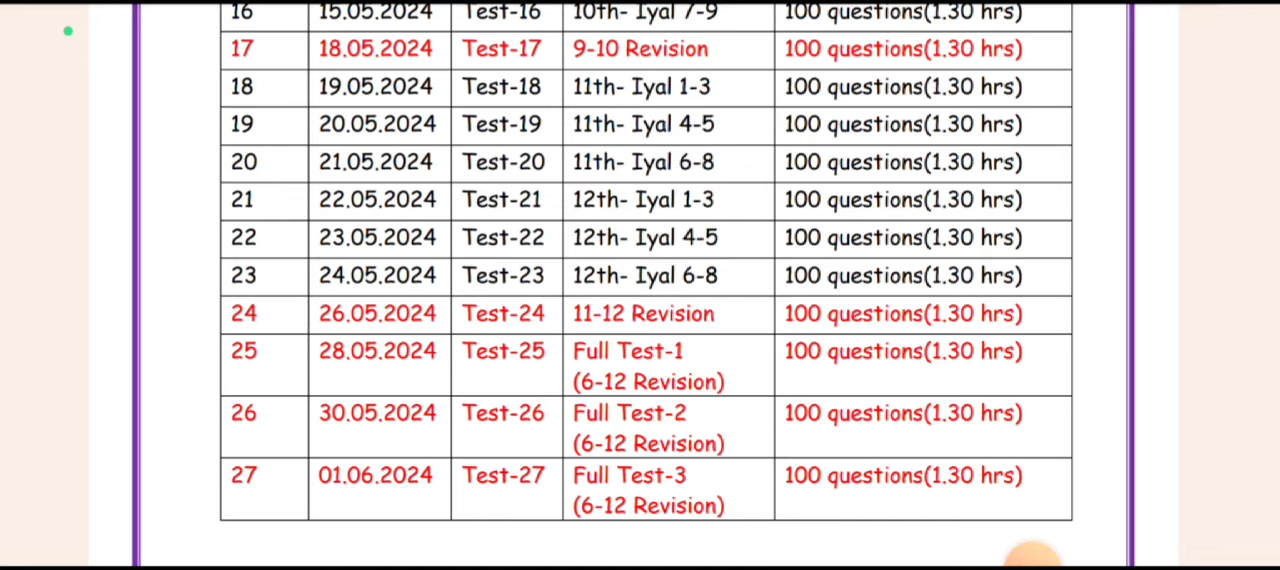 16 15.05.2024 Test-16 10th- Iyal 7-9 100 questions(1.30 hrs)
17 18.05.2024 Test-17 9-10 Revision 100 questions(1.30 hrs)
18 19.05.2024 Test-18 11th- Iyal 1-3 100 questions(1.30 hrs)
19 20.05.2024 Test-19 11th- Iyal 4-5 100 questions(1.30 hrs)
20 21.05.2024 Test-20 11th- Iyal 6-8 100 questions(1.30 hrs)
21 22.05.2024 Test-21 12th- Iyal 1-3 100 questions(1.30 hrs)
22 23.05.2024 Test-22 12th- Iyal 4-5 100 questions(1.30 hrs)
23 24.05.2024 Test-23 12th- Iyal 6-8 100 questions(1.30 hrs)
24 26.05.2024 Test-24 11-12 Revision 100 questions(1.30 hrs)
25 28.05.2024 Test-25 Full Test-1 100 questions(1.30 hrs)
(6-12 Revision)
26 30.05.2024 Test-26 Full Test-2 100 questions(1.30 hrs)
(6-12 Revision)
27 01.06.2024 Test-27 Full Test-3 100 questions(1.30 hrs)
(6-12 Revision)